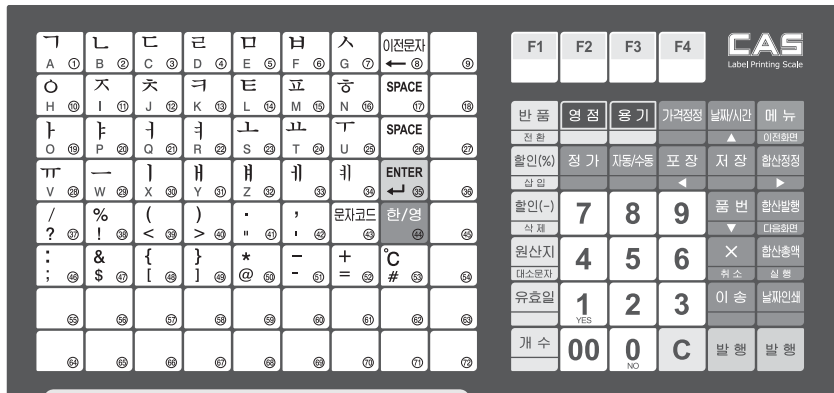 ㄱ ㄴ ㄷ ㄹ ㅁ ㅂ ㅅ 이전문자
A ① B ② C ③ D ④ E ⑤ F ⑥ G ⑦ ← ⑧ ⑨
ㅇ ㅈ ㅊ ㅋ ㅌ ㅍ ㅎ SPACE
H ⑩ I ⑪ J ⑫ K ⑬ L ⑭ M ⑮ N ⑯ ⑰ ⑱
ㅏ ㅑ ㅓ ㅕ ㅗ ㅛ ㅜ SPACE
O ⑲ P ⑳ Q ㉑ R ㉒ S ㉓ T ㉔ U ㉕ ㉖ ㉗
ㅠ ㅡ ㅣ ㅐ ㅒ ㅔ ㅖ ENTER
V ㉘ W ㉙ X ㉚ Y ㉛ Z ㉜ ㉝ ㉞ ↵ ㉟ ㊱
/ % ( ) . , 문자코드 한/영
? ㊲ ! ㊳ < ㊴ > ㊵ " ㊶ ' ㊷ ㊸ ㊹ ㊺
: & { } * – + ℃
; ㊻ $ ㊼ [ ㊽ ] ㊾ @ ㊿ - 51 = 52 # 53 54
55 56 57 58 59 60 61 62 63
64 65 66 67 68 69 70 71 72
F1 F2 F3 F4 CAS
Label Printing Scale
반 품 영 점 용 기 가격정정 날짜/시간 메 뉴
전 환 ▲ 이전화면
할인(%) 정 가 자동/수동 포 장 저 장 합산정정
삽 입 ◀ ▶
할인(-) 7 8 9 품 번 합산발행
삭 제 ▼ 다음화면
원산지 4 5 6 × 합산총액
대소문자 취 소 실 행
유효일 1 2 3 이 송 날짜인쇄
YES
개 수 00 0 C 발 행 발 행
NO